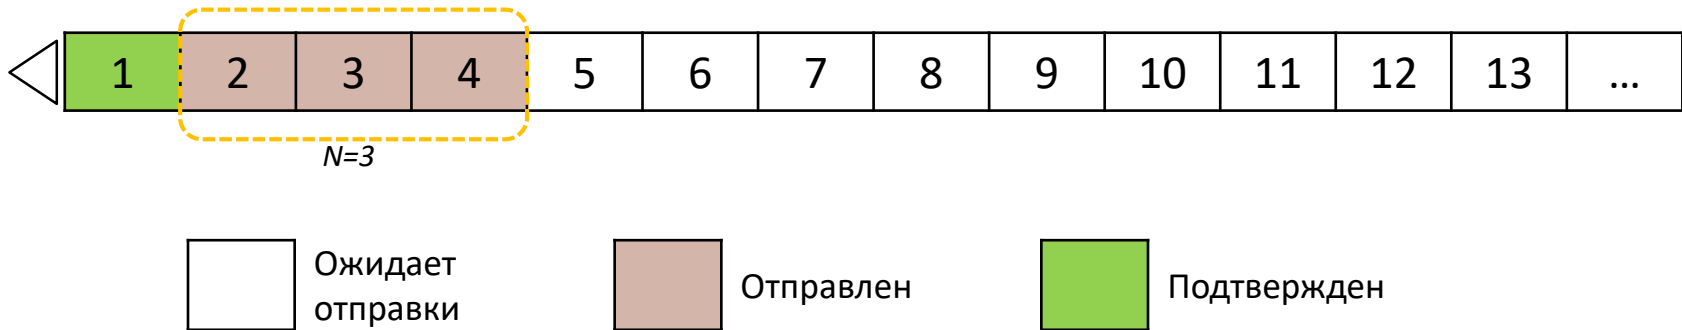 1 2 3 4 5 6 7 8 9 10 11 12 13 ...
N=3
Ожидает
отправки
Отправлен
Подтвержден